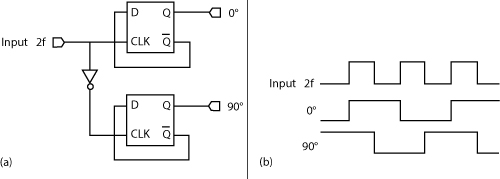 D Q
0°
Input 2f
CLK Q̅
D Q
90°
CLK Q̅
(a)
Input 2f
0°
90°
(b)